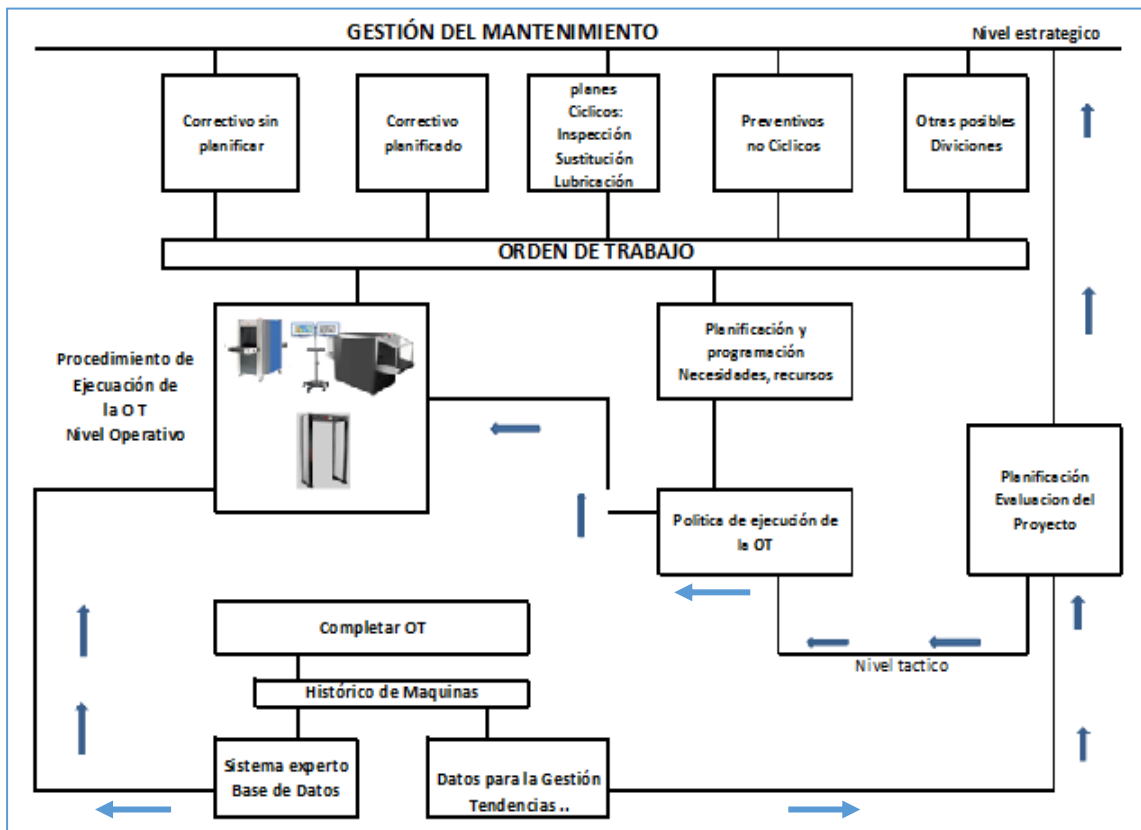 GESTIÓN DEL MANTENIMIENTO
Nivel estrategico
Correctivo sin
planificar
Correctivo
planificado
planes
Ciclicos:
Inspección
Sustitución
Lubricación
Preventivos
no Ciclicos
Otras posibles
Diviciones
ORDEN DE TRABAJO
Procedimiento de
Ejecuación de
la O T
Nivel Operativo
Planificación y
programación
Necesidades, recursos
Planificación
Evaluacion del
Proyecto
Politica de ejecución de
la OT
Nivel tactico
Completar OT
Histórico de Maquinas
Sistema experto
Base de Datos
Datos para la Gestión
Tendencias ..